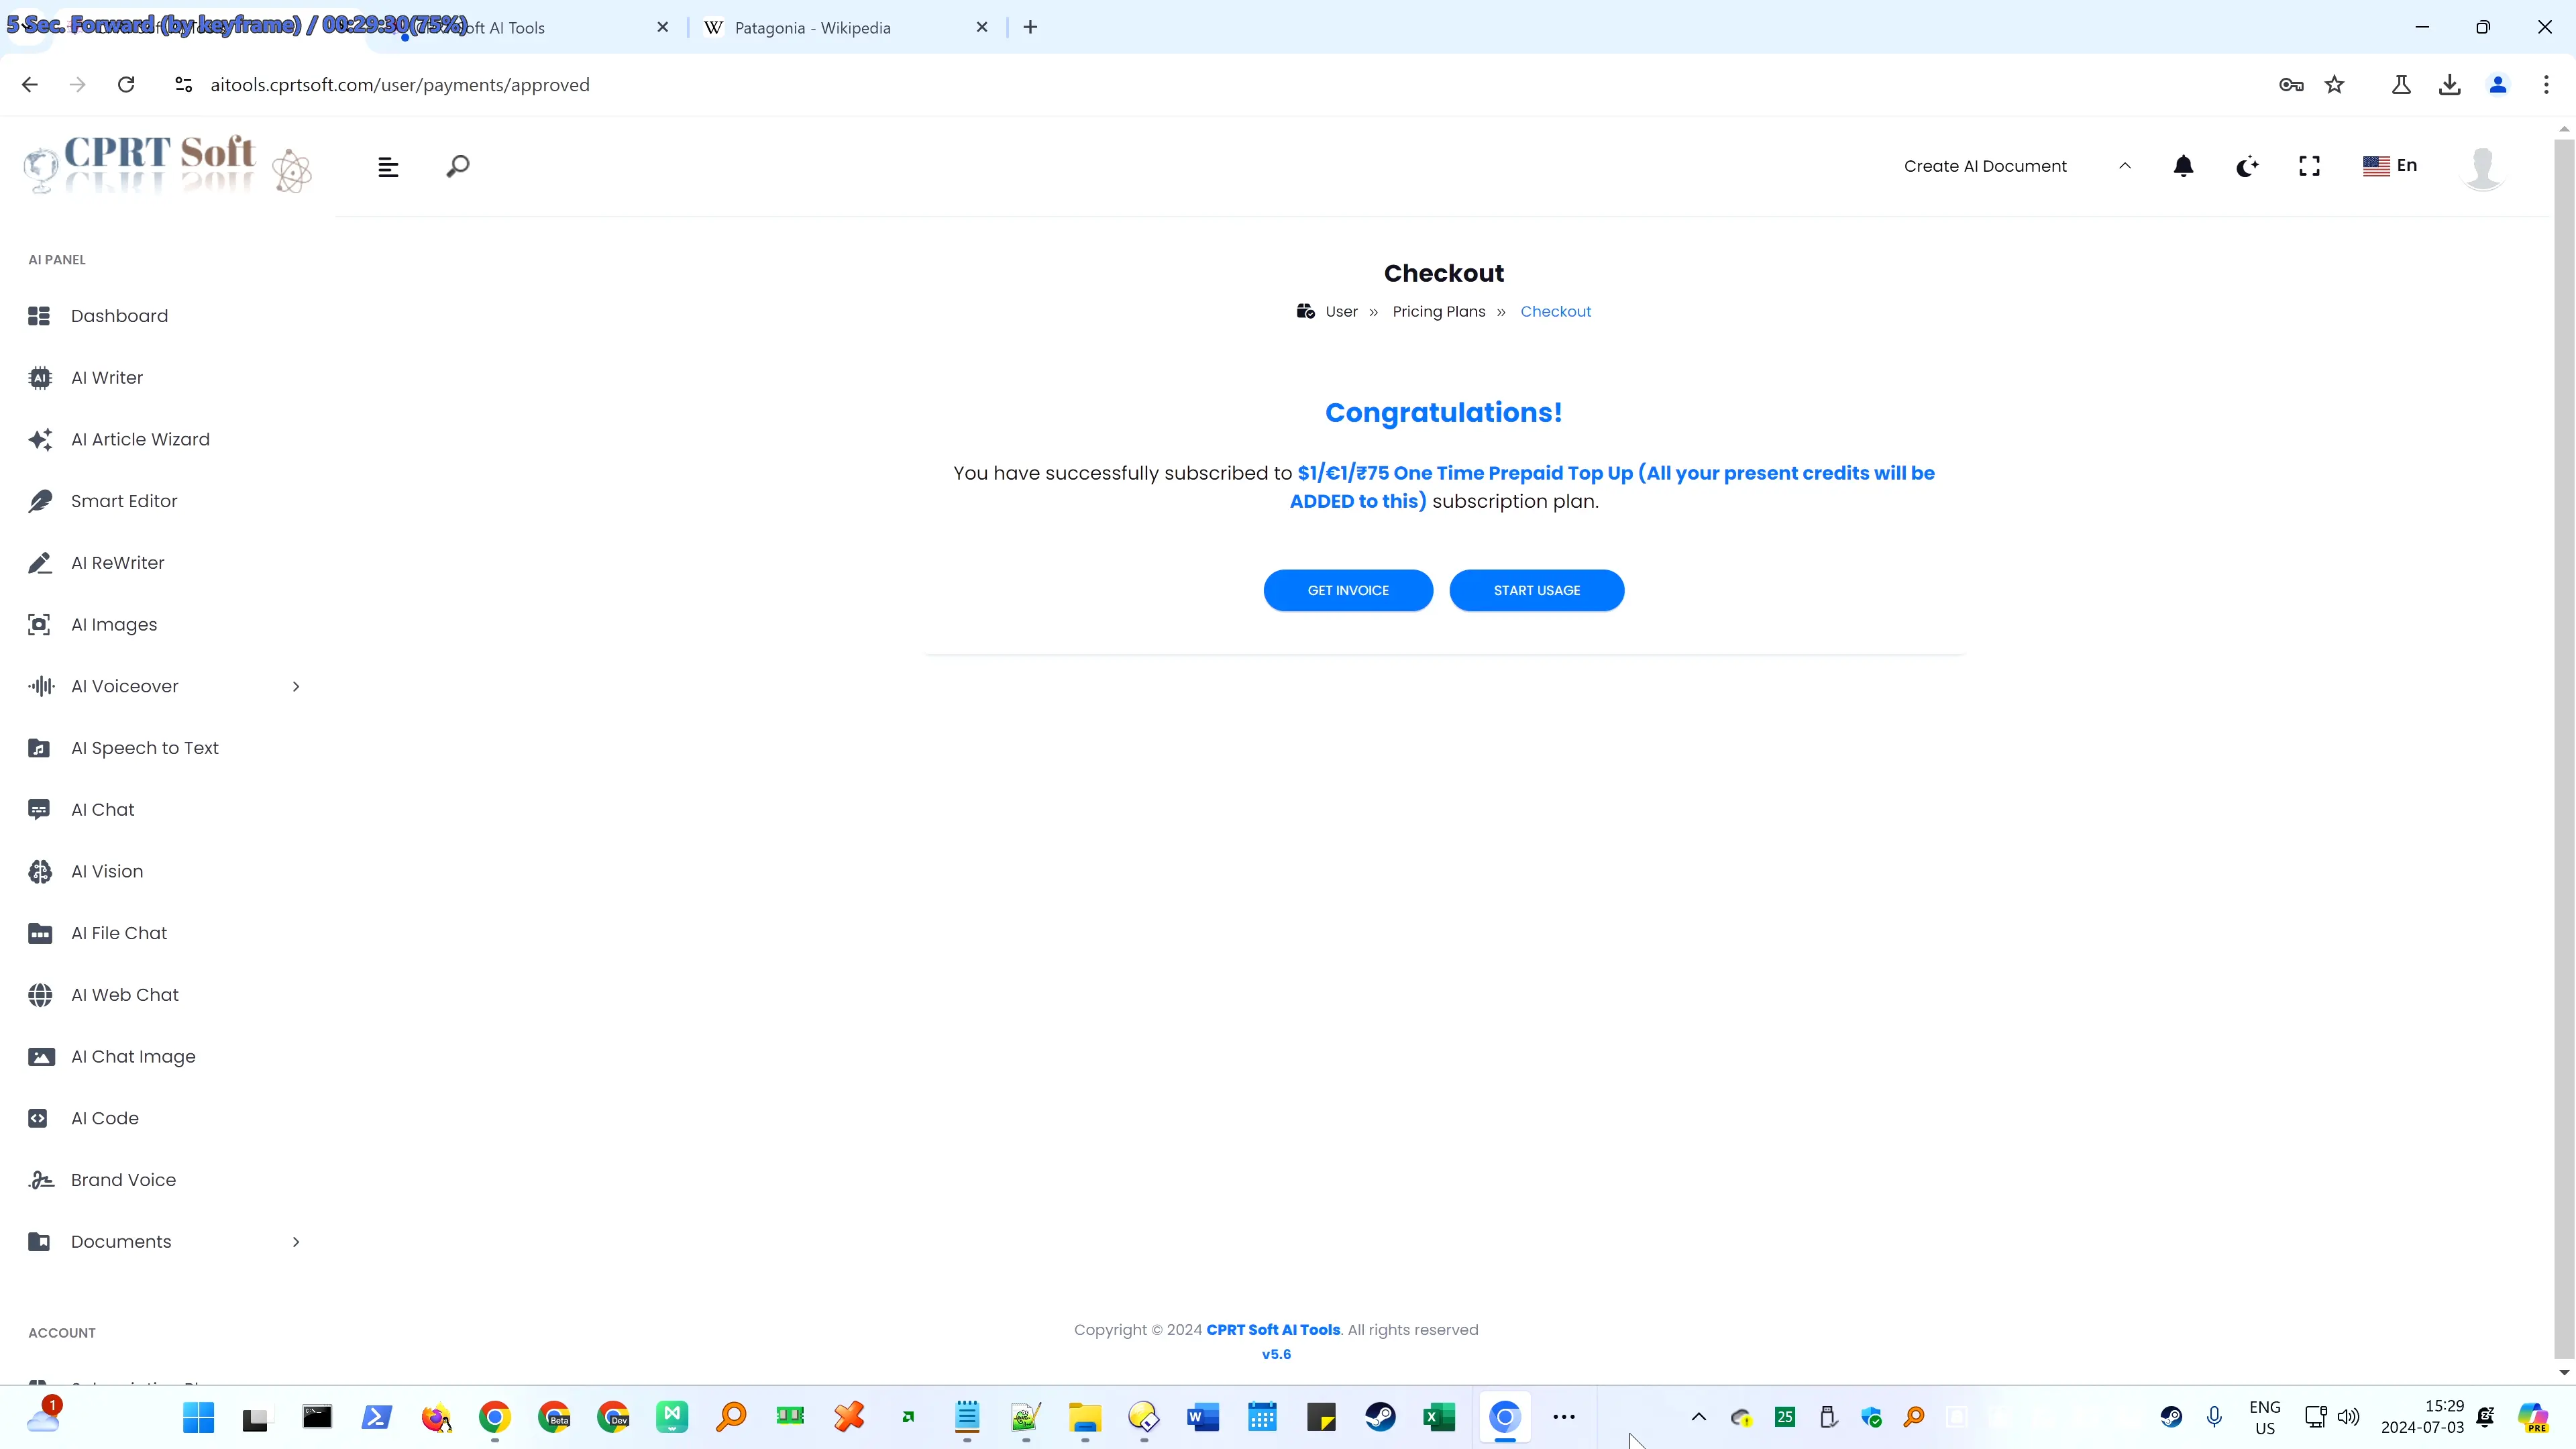 5 Sec. Forward (by keyframe) / 00:29:30(75%)
oft AI Tools
Patagonia - Wikipedia
aitools.cprtsoft.com/user/payments/approved
CPRT Soft
Create AI Document
En
AI PANEL
Dashboard
AI Writer
AI Article Wizard
Smart Editor
AI ReWriter
AI Images
AI Voiceover
AI Speech to Text
AI Chat
AI Vision
AI File Chat
AI Web Chat
AI Chat Image
AI Code
Brand Voice
Documents
ACCOUNT
Checkout
User » Pricing Plans » Checkout
Congratulations!
You have successfully subscribed to $1/€1/₹75 One Time Prepaid Top Up (All your present credits will be
ADDED to this) subscription plan.
GET INVOICE
START USAGE
Copyright © 2024 CPRT Soft AI Tools. All rights reserved
v5.6
1
Beta
Dev
25
ENG
US
15:29
2024-07-03
PRE